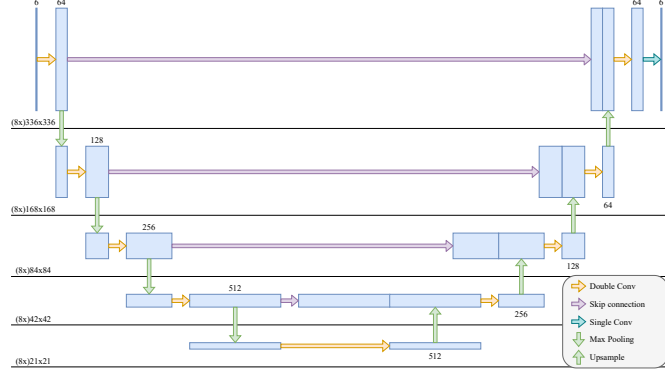 6 64 64 6
(8x)336x336
128
64
(8x)168x168
256
128
(8x)84x84
512
256
(8x)42x42
512
(8x)21x21
Double Conv
Skip connection
Single Conv
Max Pooling
Upsample